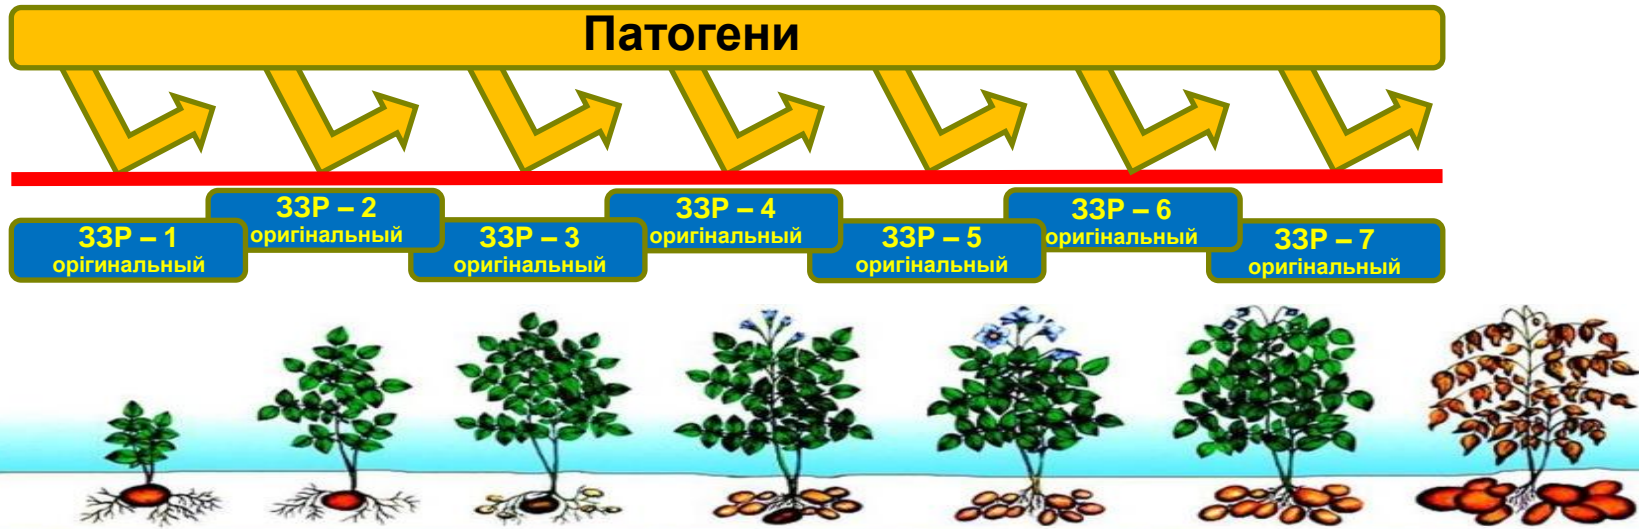 Патогени
ЗЗР – 1
орігинальный
ЗЗР – 2
оригінальный
ЗЗР – 3
оригінальный
ЗЗР – 4
оригінальный
ЗЗР – 5
оригінальный
ЗЗР – 6
оригінальный
ЗЗР – 7
оригінальный